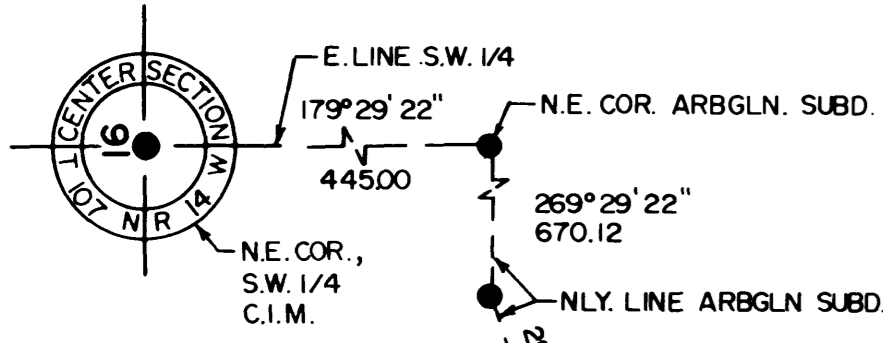 CENTER SECTION
16
T 107 N R 14 W
E. LINE S.W. 1/4
179° 29' 22"
445.00
N.E. COR. ARBGLN. SUBD.
269° 29' 22"
670.12
N.E. COR.,
S.W. 1/4
C.I.M.
NLY. LINE ARBGLN SUBD.